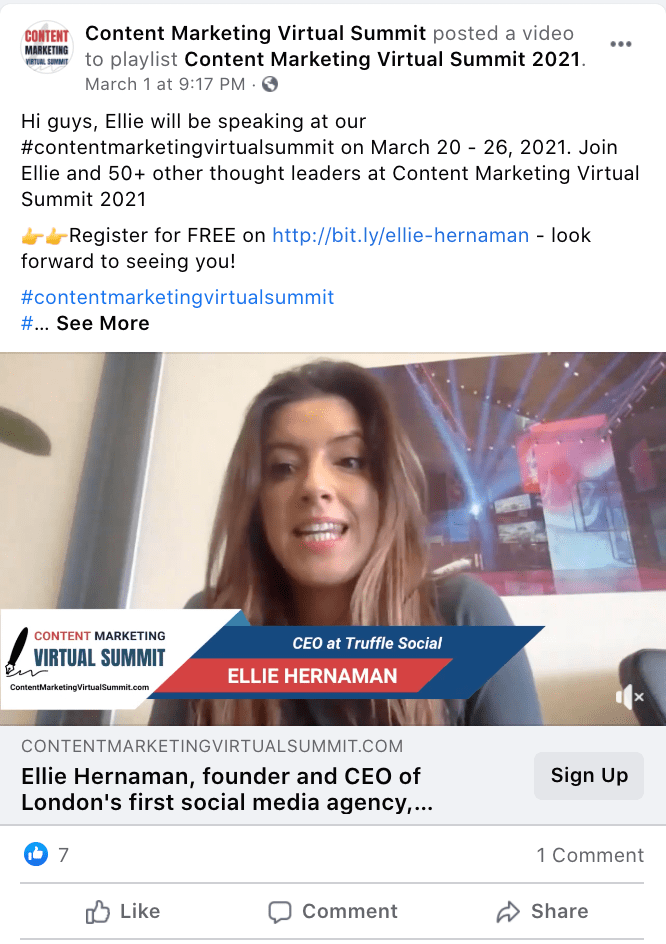 CONTENT
MARKETING
VIRTUAL SUMMIT
Content Marketing Virtual Summit posted a video
to playlist Content Marketing Virtual Summit 2021.
March 1 at 9:17 PM ·
Hi guys, Ellie will be speaking at our
#contentmarketingvirtualsummit on March 20 - 26, 2021. Join
Ellie and 50+ other thought leaders at Content Marketing Virtual
Summit 2021
👉👉Register for FREE on http://bit.ly/ellie-hernaman - look
forward to seeing you!
#contentmarketingvirtualsummit
#... See More
CONTENT MARKETING
VIRTUAL SUMMIT
ContentMarketingVirtualSummit.com
CEO at Truffle Social
ELLIE HERNAMAN
CONTENTMARKETINGVIRTUALSUMMIT.COM
Ellie Hernaman, founder and CEO of
London's first social media agency,...
Sign Up
7
1 Comment
Like
Comment
Share